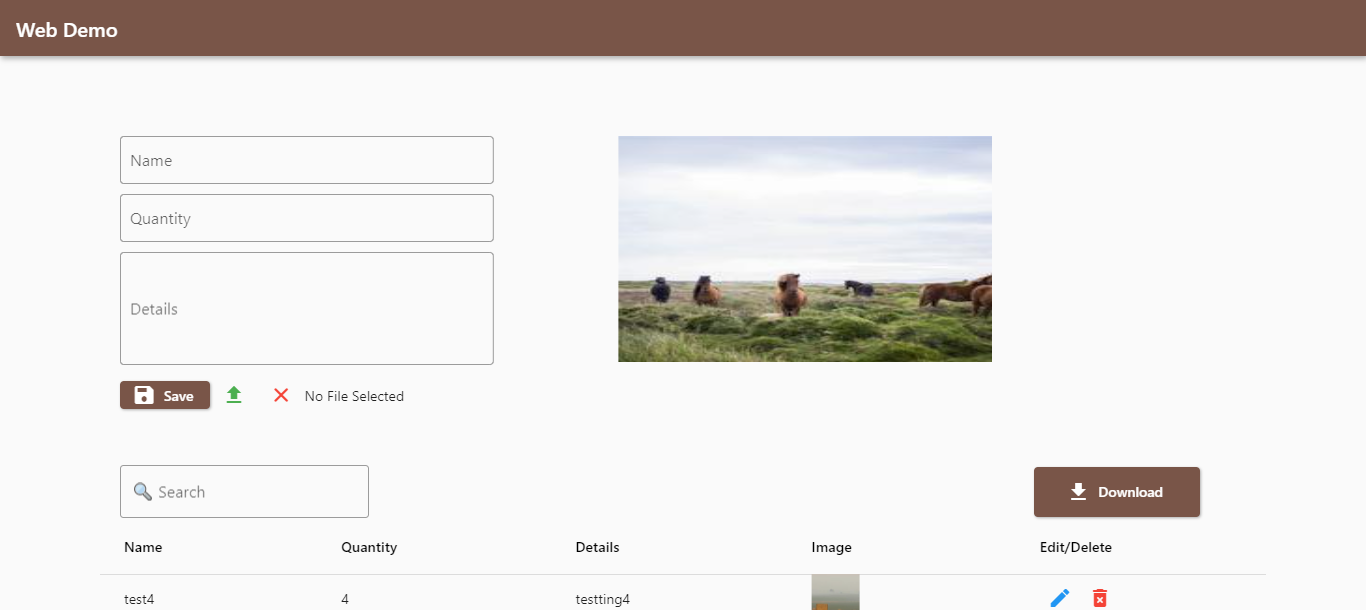 Web Demo
Name
Quantity
Details
Save
No File Selected
Search
Download
Name Quantity Details Image Edit/Delete
test4 4 testting4